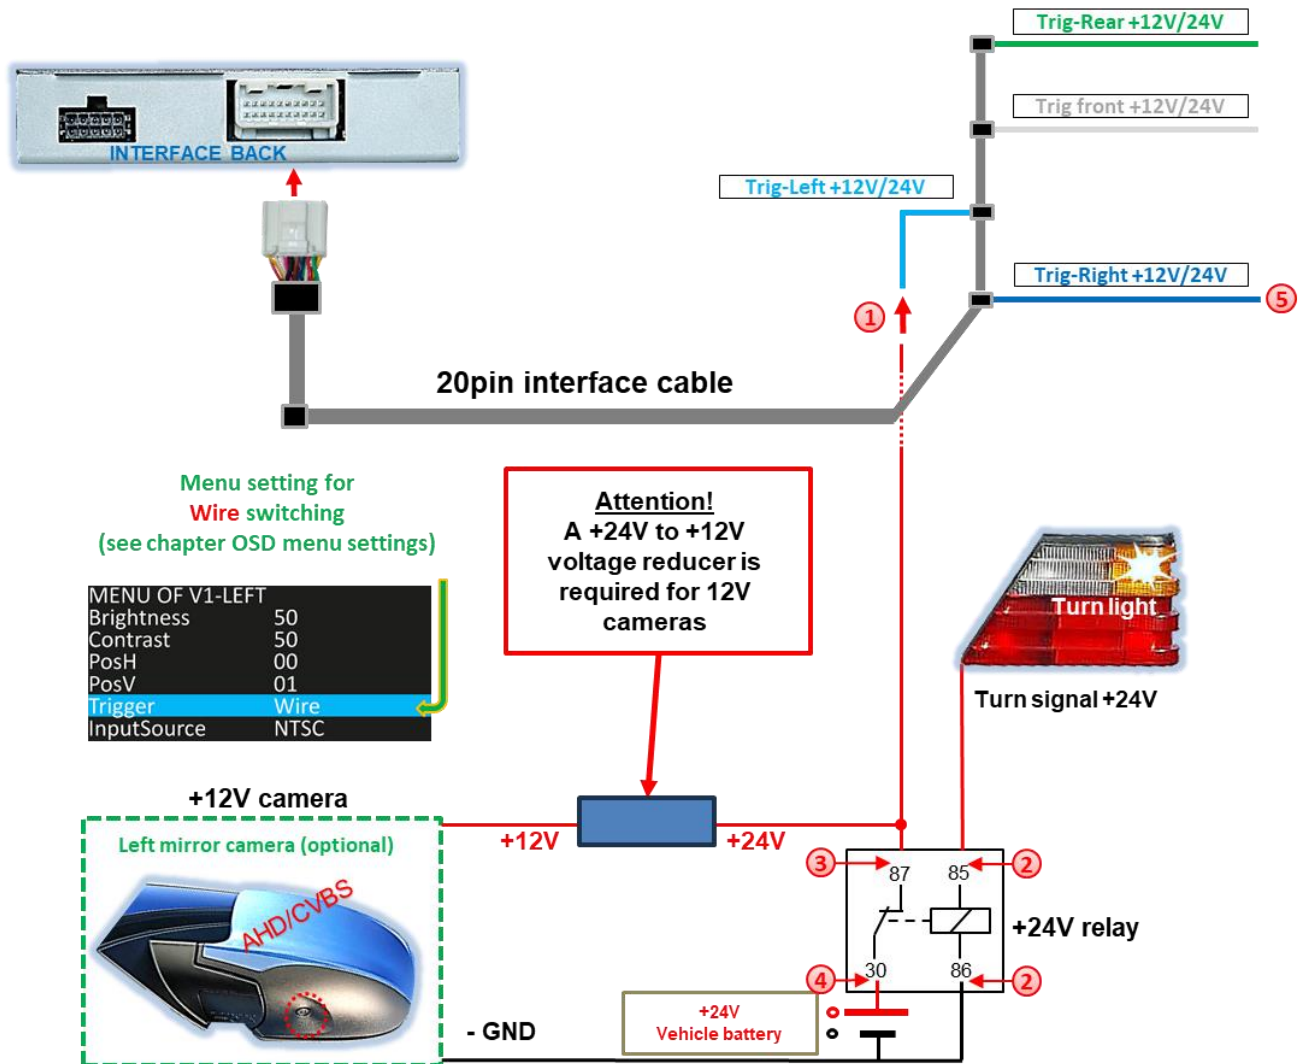 Trig-Rear +12V/24V
Trig front +12V/24V
INTERFACE BACK
Trig-Left +12V/24V
Trig-Right +12V/24V
5
1
20pin interface cable
Menu setting for
Wire switching
(see chapter OSD menu settings)
Attention!
A +24V to +12V
voltage reducer is
required for 12V
cameras
MENU OF V1-LEFT
Brightness 50
Contrast 50
PosH 00
PosV 01
Trigger Wire
InputSource NTSC
Turn light
Turn signal +24V
+12V camera
Left mirror camera (optional)
AHD/CVBS
+12V
+24V
3
87
85
2
+24V relay
4
30
86
2
+24V
Vehicle battery
- GND